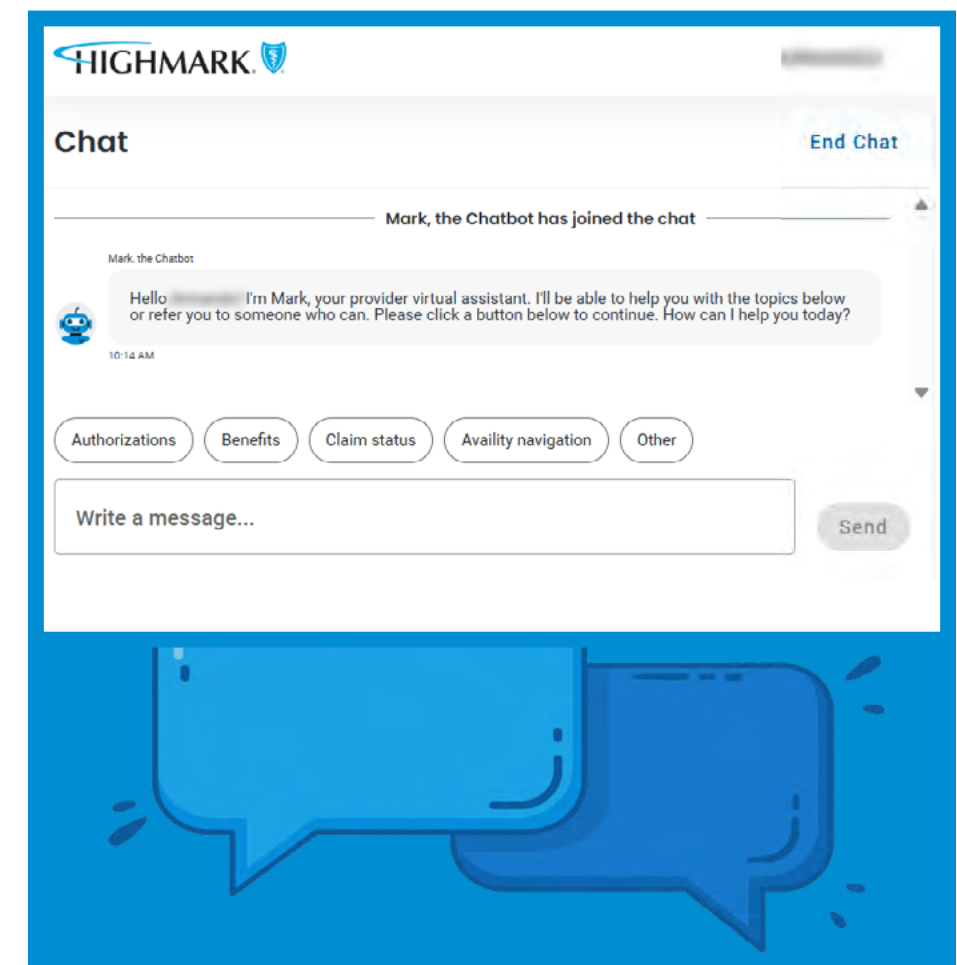 HIGHMARK.
Chat
End Chat
Mark, the Chatbot has joined the chat
Mark, the Chatbot
Hello I'm Mark, your provider virtual assistant. I'll be able to help you with the topics below
or refer you to someone who can. Please click a button below to continue. How can I help you today?
10:14 AM
Authorizations Benefits Claim status Availity navigation Other
Write a message...
Send